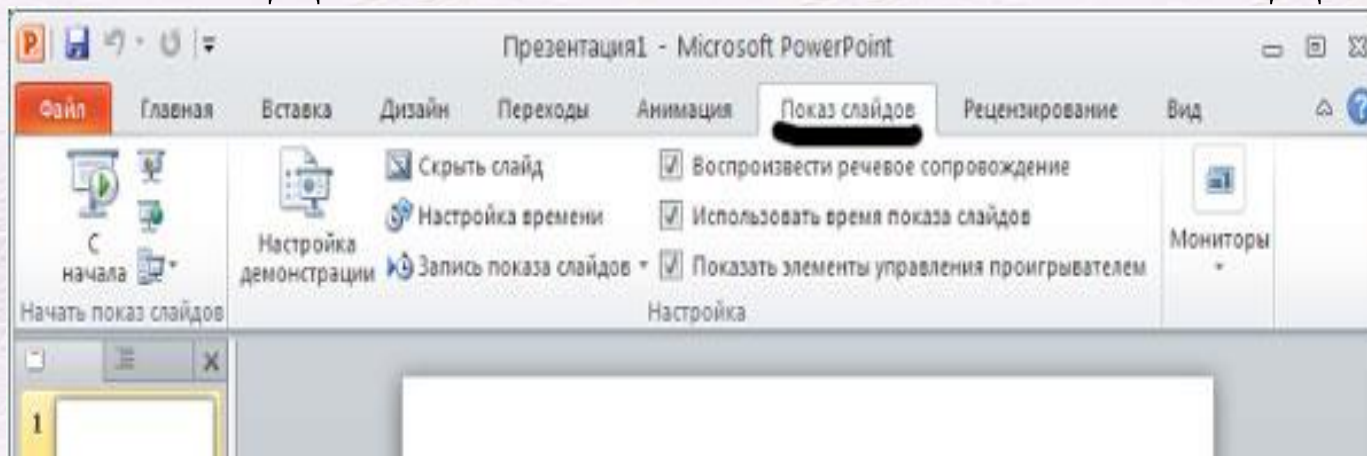 Презентация1 - Microsoft PowerPoint
Файл Главная Вставка Дизайн Переходы Анимация Показ слайдов Рецензирование Вид
С начала
Начать показ слайдов
Настройка демонстрации
Скрыть слайд
Настройка времени
Запись показа слайдов
Воспроизвести речевое сопровождение
Использовать время показа слайдов
Показать элементы управления проигрывателем
Настройка
Мониторы
1